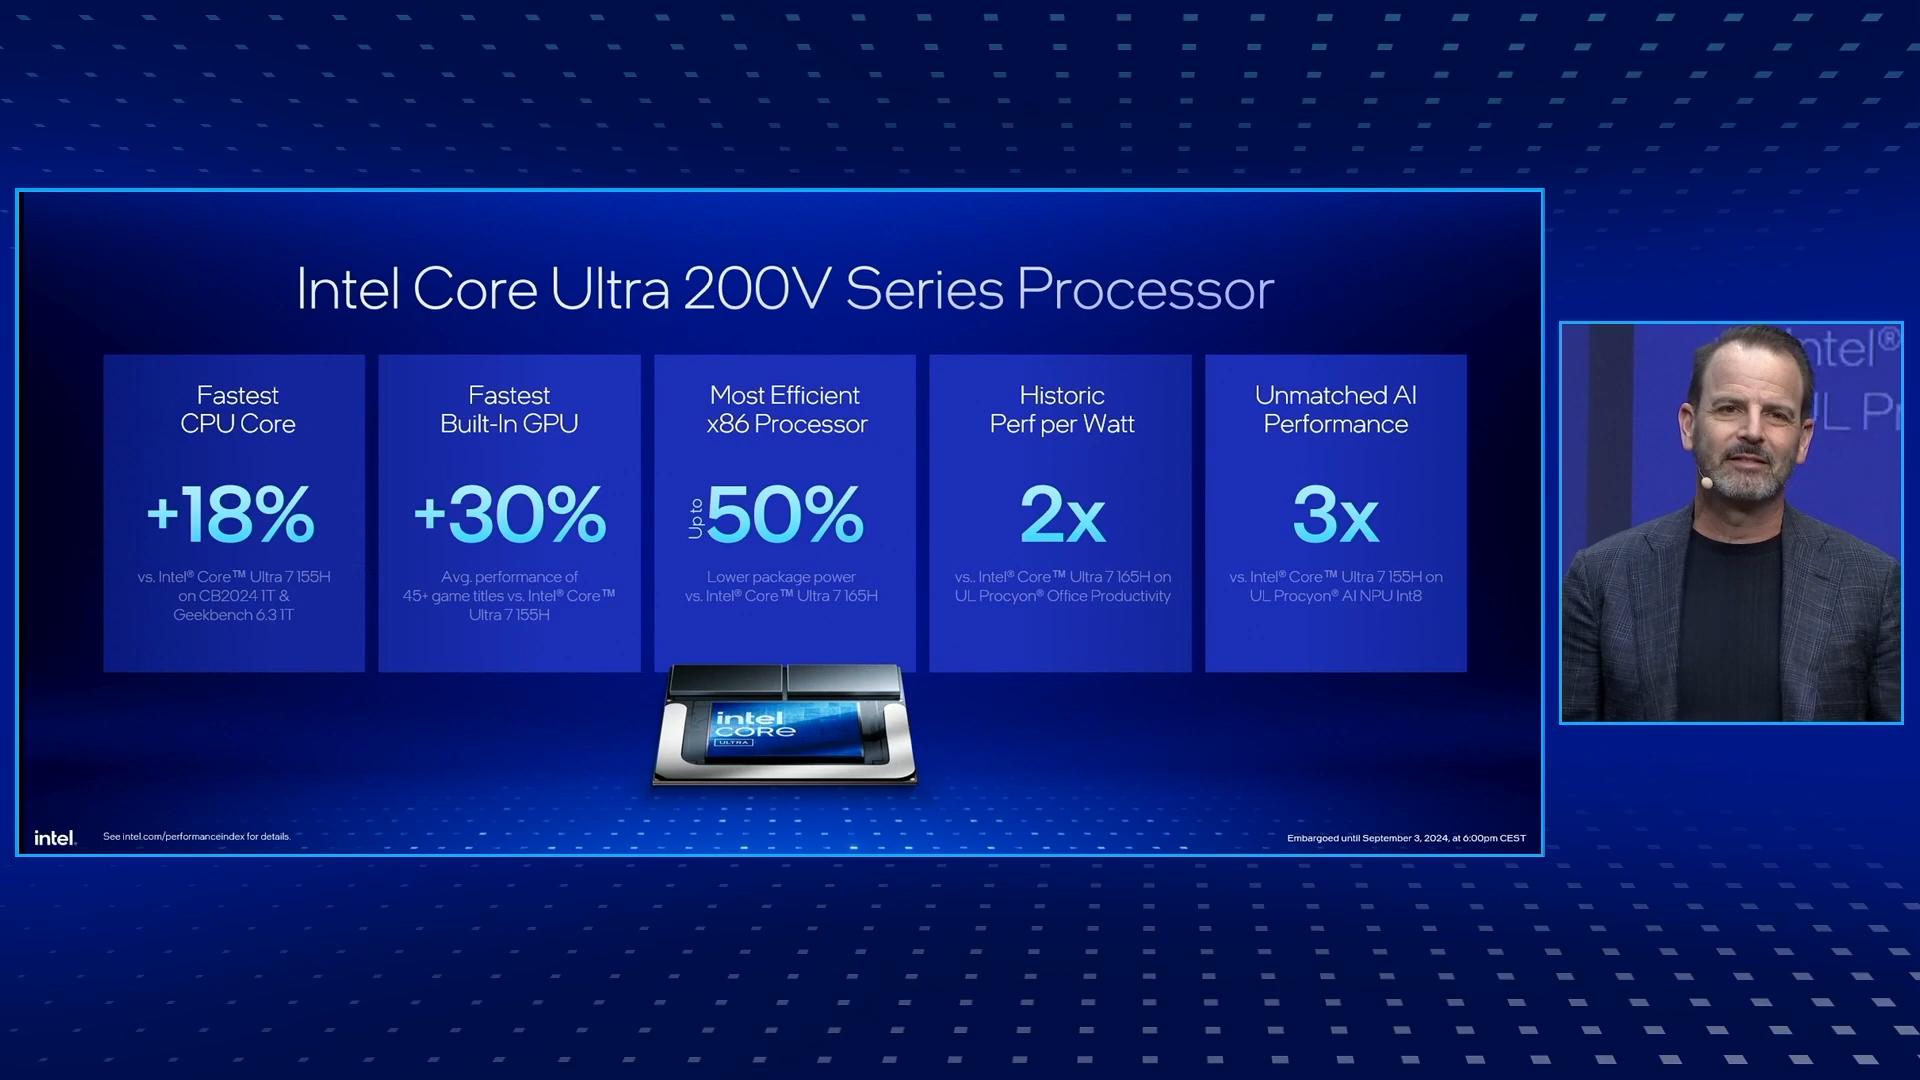 Intel Core Ultra 200V Series Processor
Fastest
CPU Core
+18%
vs. Intel® Core™ Ultra 7 155H
on CB2024 1T &
Geekbench 6.3 1T
Fastest
Built-In GPU
+30%
Avg. performance of
45+ game titles vs. Intel® Core™
Ultra 7 155H
Most Efficient
x86 Processor
Up to 50%
Lower package power
vs. Intel® Core™ Ultra 7 165H
Historic
Perf per Watt
2x
vs.. Intel® Core™ Ultra 7 165H on
UL Procyon® Office Productivity
Unmatched AI
Performance
3x
vs. Intel® Core™ Ultra 7 155H on
UL Procyon® AI NPU Int8
intel
CORE
ULTRA
intel.
See intel.com/performanceindex for details.
Embargoed until September 3, 2024, at 6:00pm CEST
ntel®
UL Pr